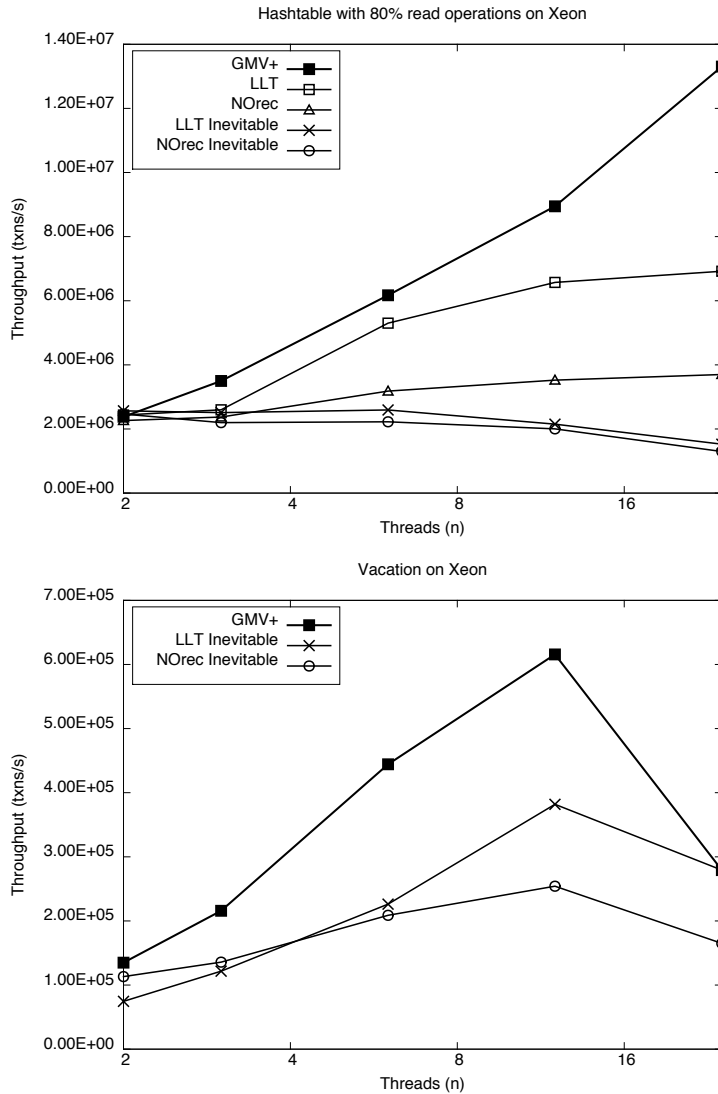 Hashtable with 80% read operations on Xeon
1.40E+07
1.20E+07
1.00E+07
8.00E+06
6.00E+06
4.00E+06
2.00E+06
0.00E+00
Throughput (txns/s)
GMV+
LLT
NOrec
LLT Inevitable
NOrec Inevitable
2 4 8 16
Threads (n)
Vacation on Xeon
7.00E+05
6.00E+05
5.00E+05
4.00E+05
3.00E+05
2.00E+05
1.00E+05
0.00E+00
Throughput (txns/s)
GMV+
LLT Inevitable
NOrec Inevitable
2 4 8 16
Threads (n)